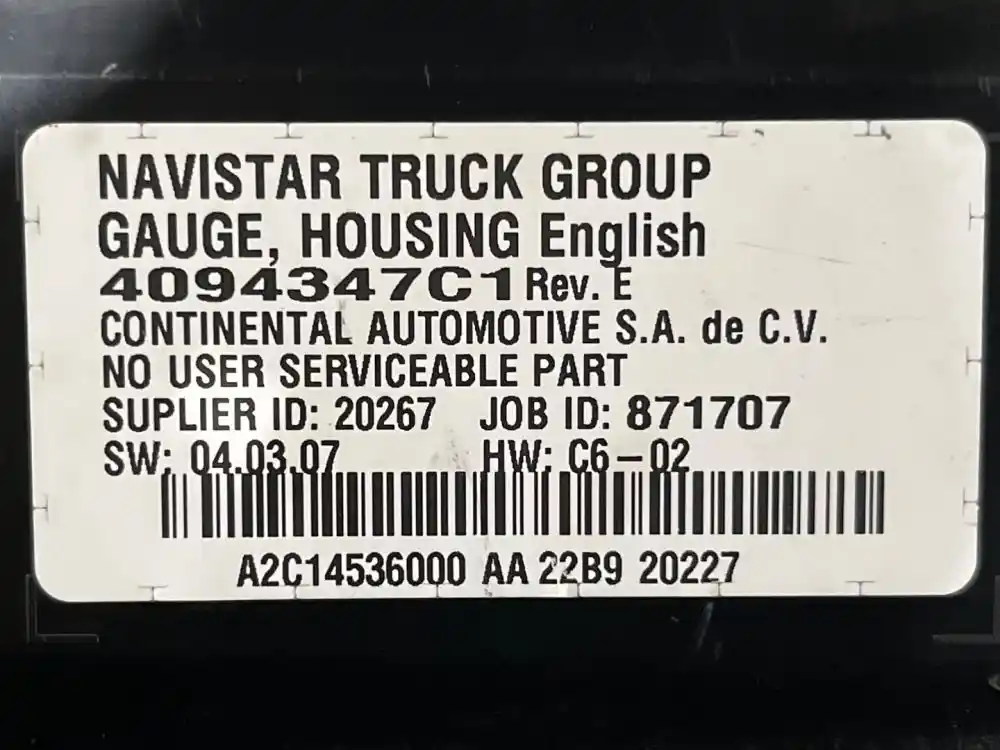 NAVISTAR TRUCK GROUP
GAUGE, HOUSING English
4094347C1 Rev. E
CONTINENTAL AUTOMOTIVE S.A. de C.V.
NO USER SERVICEABLE PART
SUPLIER ID: 20267 JOB ID: 871707
SW: 04.03.07 HW: C6-02
A2C14536000 AA 22B9 20227